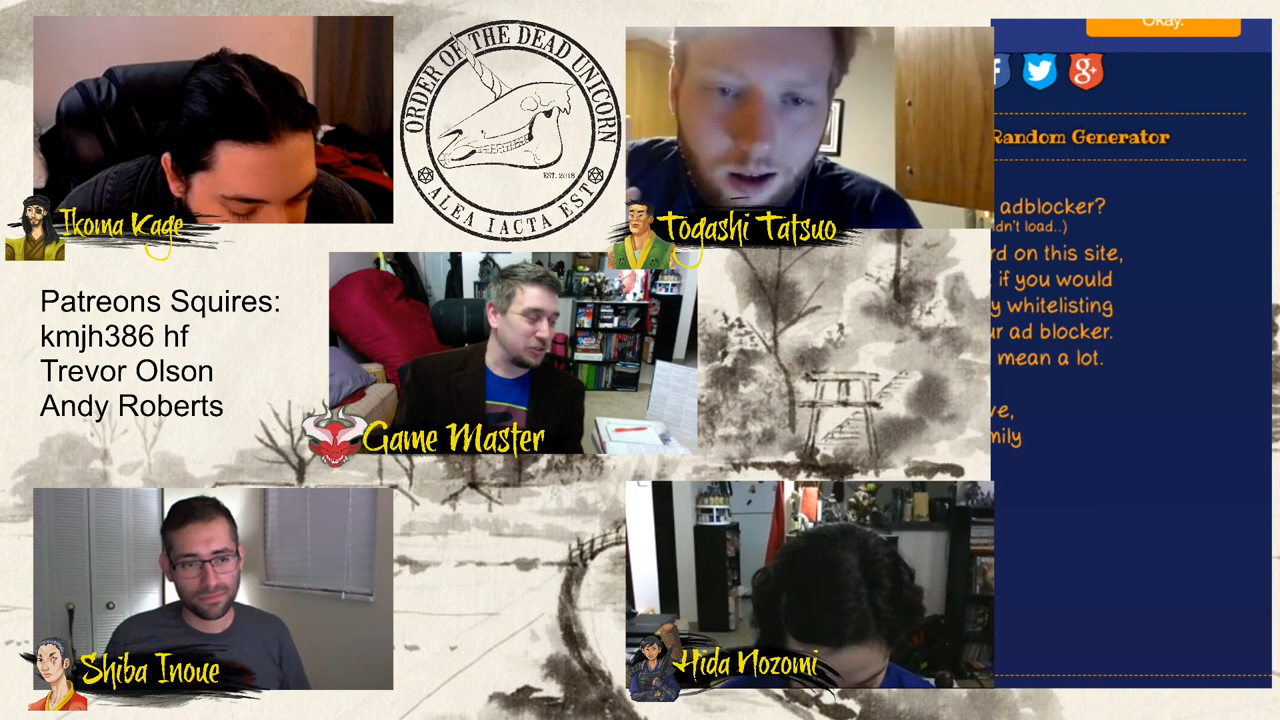 Okay.
ORDER OF THE DEAD UNICORN
EST. 2018
ALEA IACTA EST
Random Generator
adblocker?
dn't load..)
rd on this site,
if you would
y whitelisting
ur ad blocker.
mean a lot.
ve,
mily
Ikoma Kage
Togashi Tatsuo
Patreons Squires:
kmjh386 hf
Trevor Olson
Andy Roberts
Game Master
Shiba Inoue
Hida Nozomi